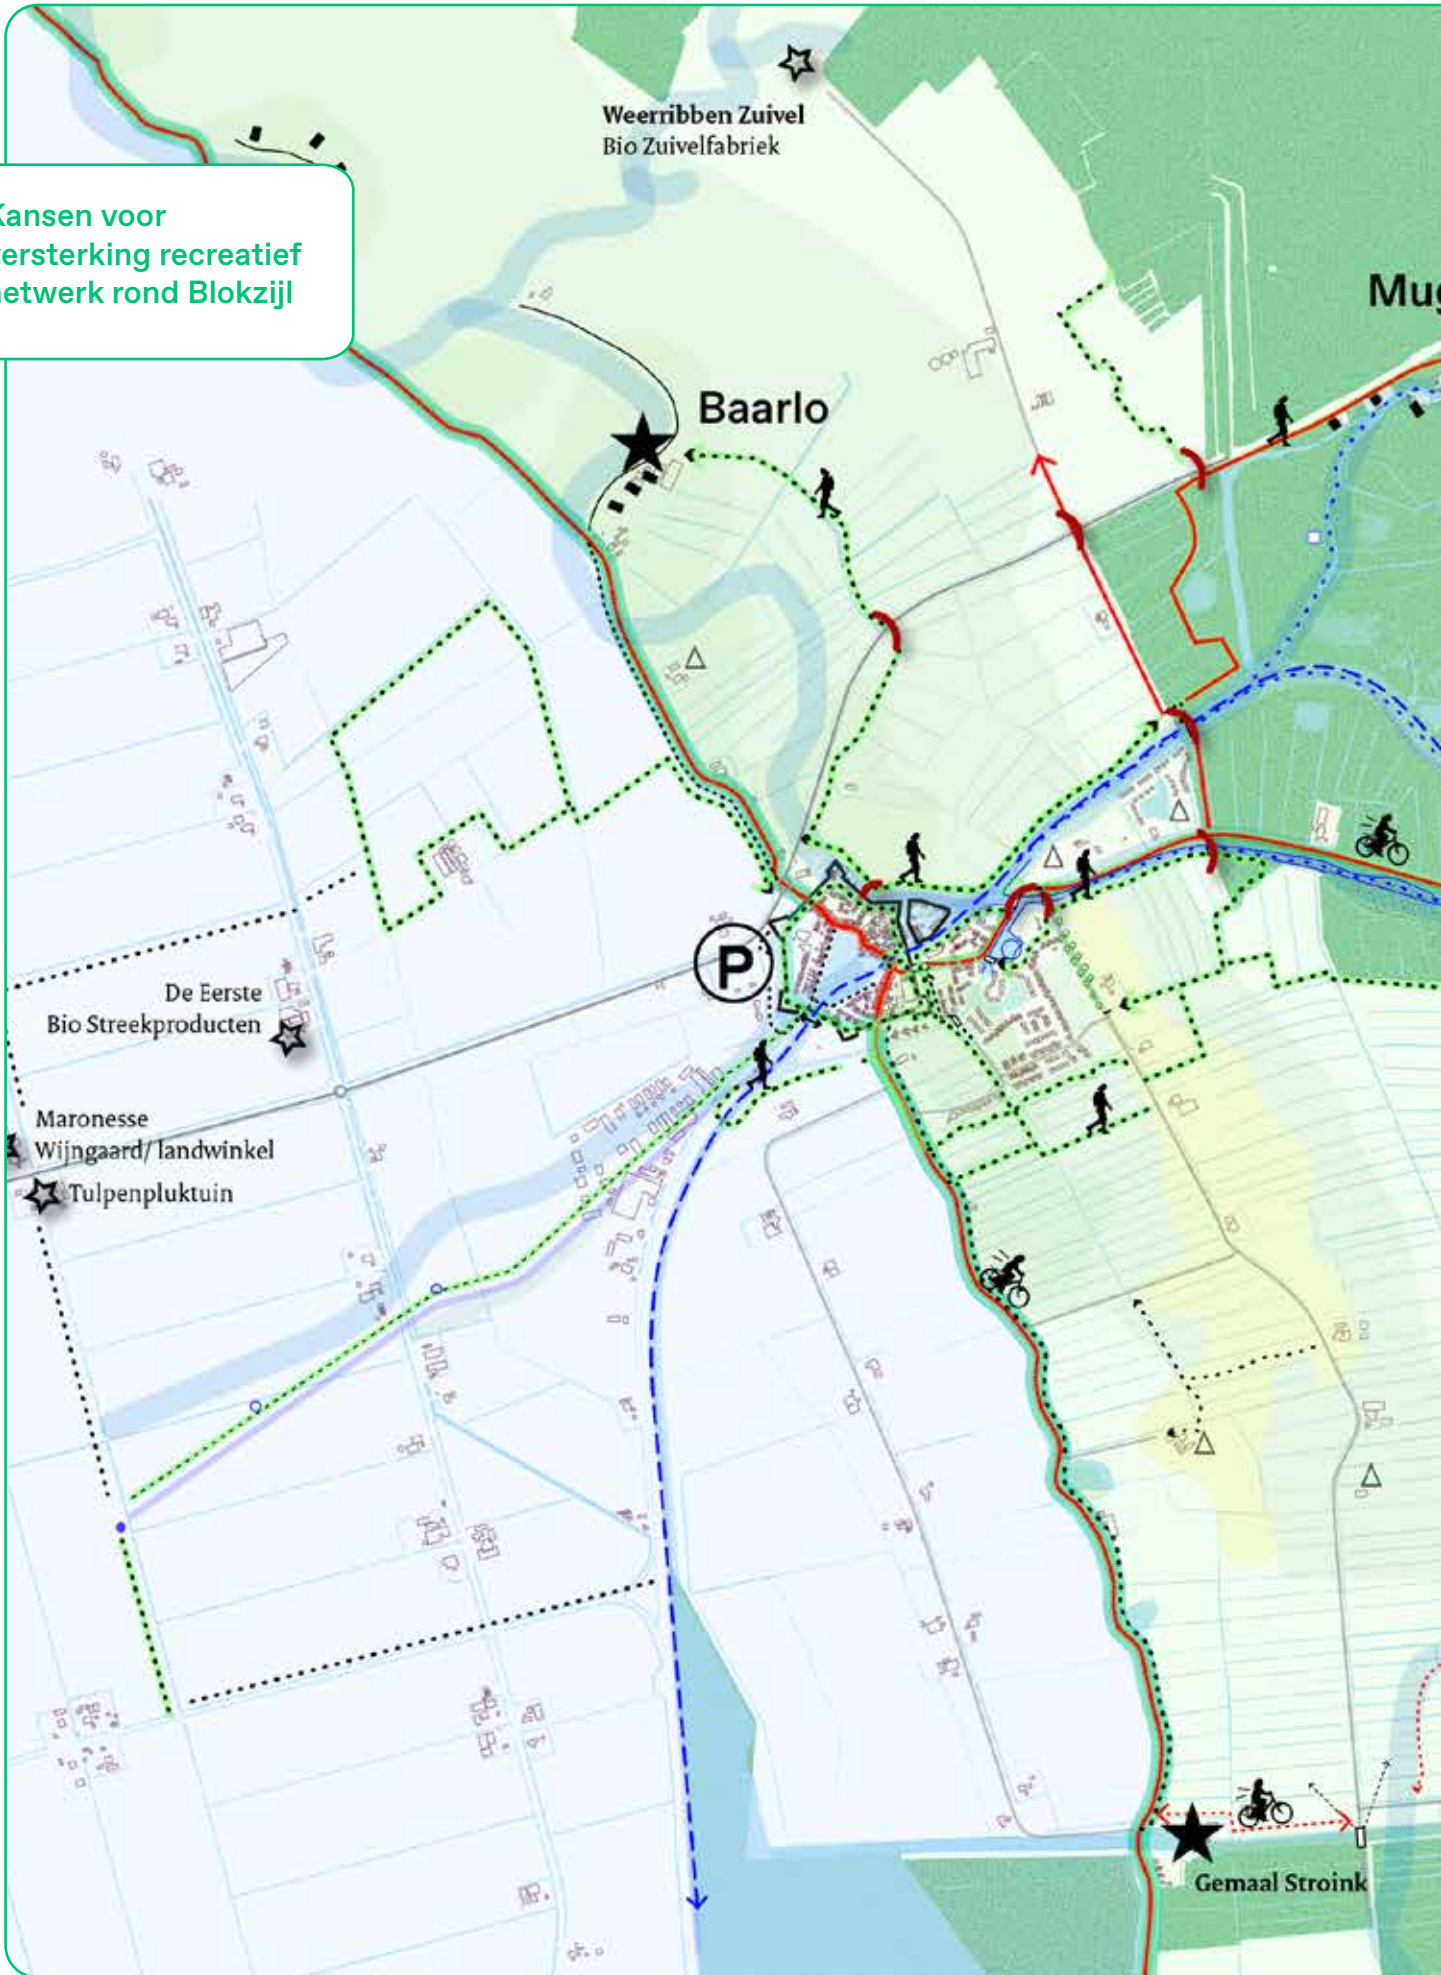 Weerribben Zuivel
Bio Zuivelfabriek
Kansen voor
versterking recreatief
netwerk rond Blokzijl
Mug
Baarlo
P
De Eerste
Bio Streekproducten
Maronesse
Wijngaard/landwinkel
Tulpenpluktuin
Gemaal Stroink